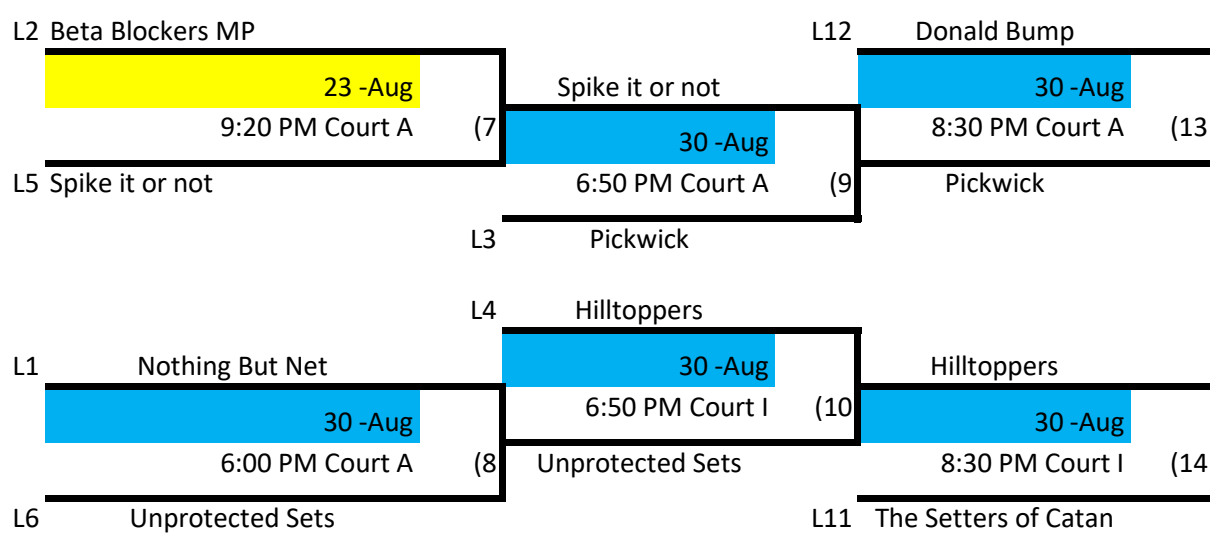 L2 Beta Blockers MP
L12 Donald Bump
23 -Aug
Spike it or not
30 -Aug
9:20 PM Court A (7
30 -Aug
8:30 PM Court A (13
L5 Spike it or not
6:50 PM Court A (9
Pickwick
L3 Pickwick
L4 Hilltoppers
L1 Nothing But Net
30 -Aug
Hilltoppers
30 -Aug
6:50 PM Court I (10
30 -Aug
6:00 PM Court A (8
Unprotected Sets
8:30 PM Court I (14
L6 Unprotected Sets
L11 The Setters of Catan